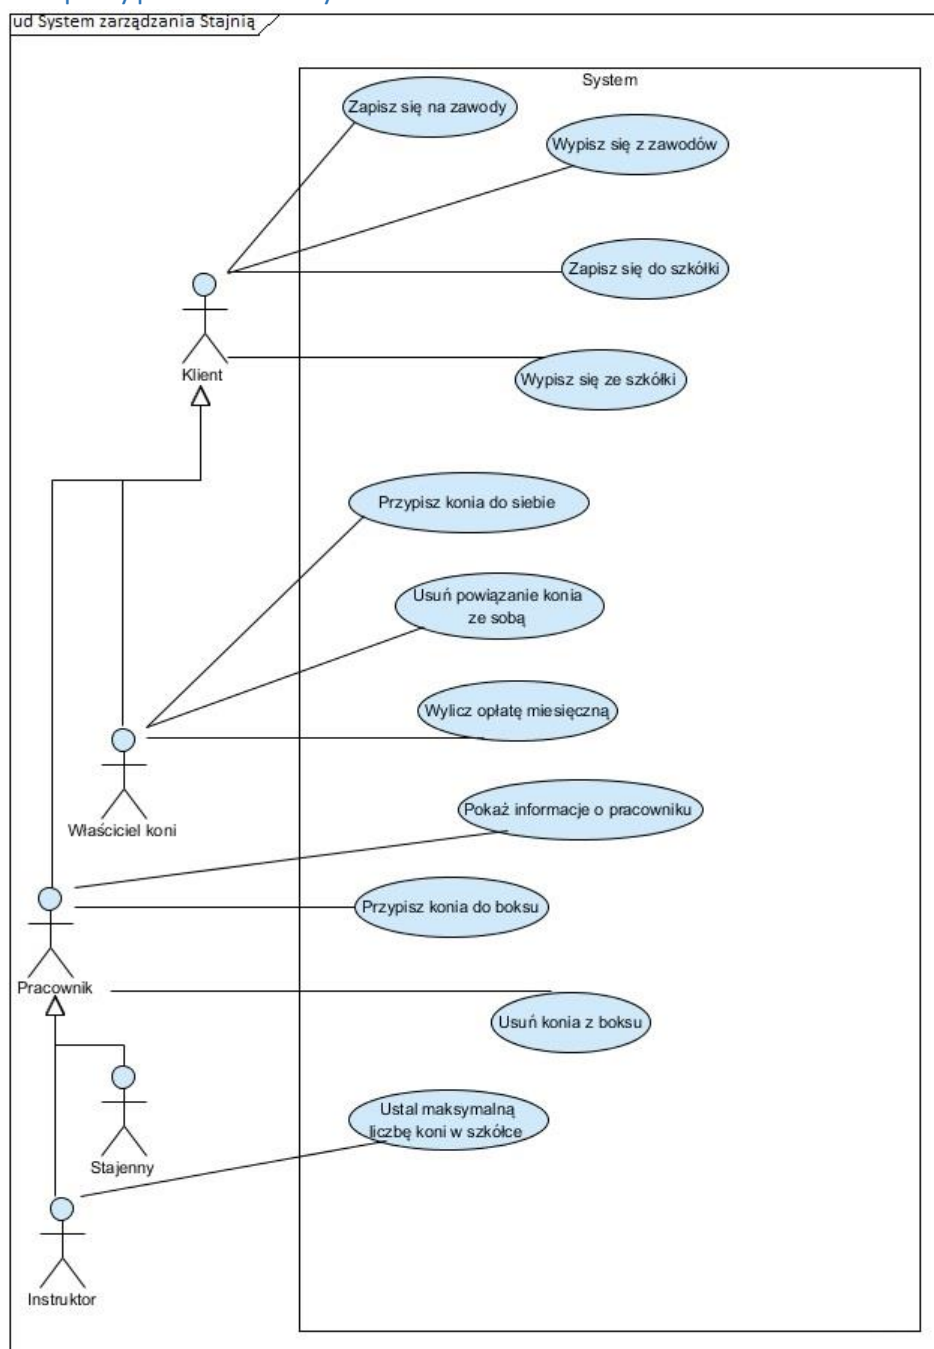 ud System zarządzania Stajnią
System
Zapisz się na zawody
Wypisz się z zawodów
Zapisz się do szkółki
Klient
Wypisz się ze szkółki
Przypisz konia do siebie
Usuń powiązanie konia
ze sobą
Wylicz opłatę miesięczną
Pokaż informacje o pracowniku
Właściciel koni
Przypisz konia do boksu
Pracownik
Usuń konia z boksu
Ustal maksymalną
liczbę koni w szkółce
Stajenny
Instruktor